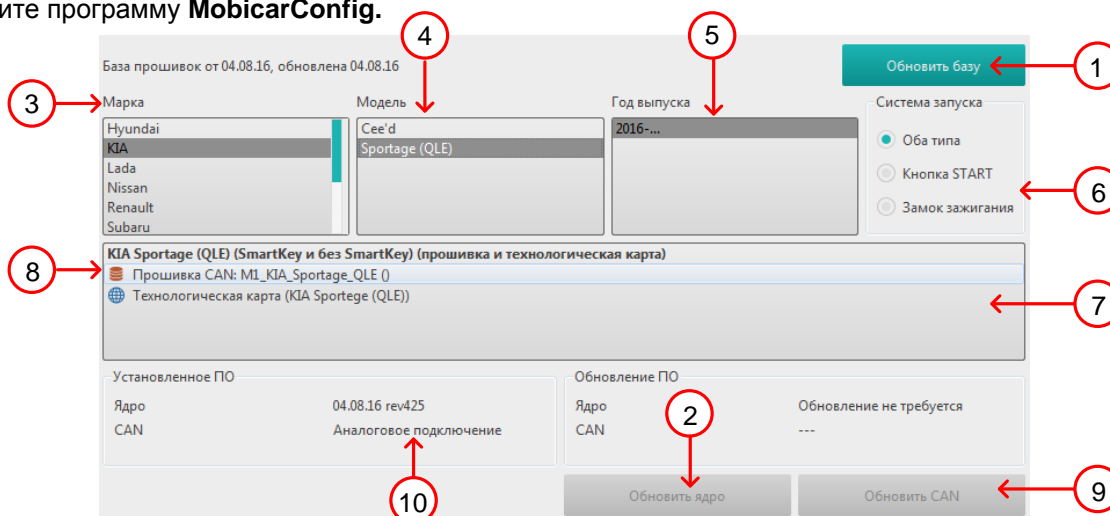 ите программу MobicarConfig.
4
5
База прошивок от 04.08.16, обновлена 04.08.16
Обновить базу
1
3
Марка
Модель
Год выпуска
Система запуска
Hyundai
KIA
Lada
Nissan
Renault
Subaru
Cee'd
Sportage (QLE)
2016-...
Оба типа
Кнопка START
Замок зажигания
6
8
KIA Sportage (QLE) (SmartKey и без SmartKey) (прошивка и технологическая карта)
Прошивка CAN: M1_KIA_Sportage_QLE ()
Технологическая карта (KIA Sportege (QLE))
7
Установленное ПО
Обновление ПО
Ядро
04.08.16 rev425
Ядро
Обновление не требуется
CAN
Аналоговое подключение
CAN
---
2
10
Обновить ядро
Обновить CAN
9